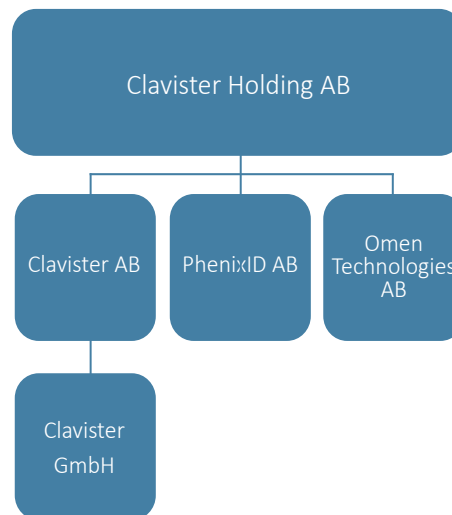 Clavister Holding AB
Clavister AB
PhenixID AB
Omen
Technologies
AB
Clavister
GmbH